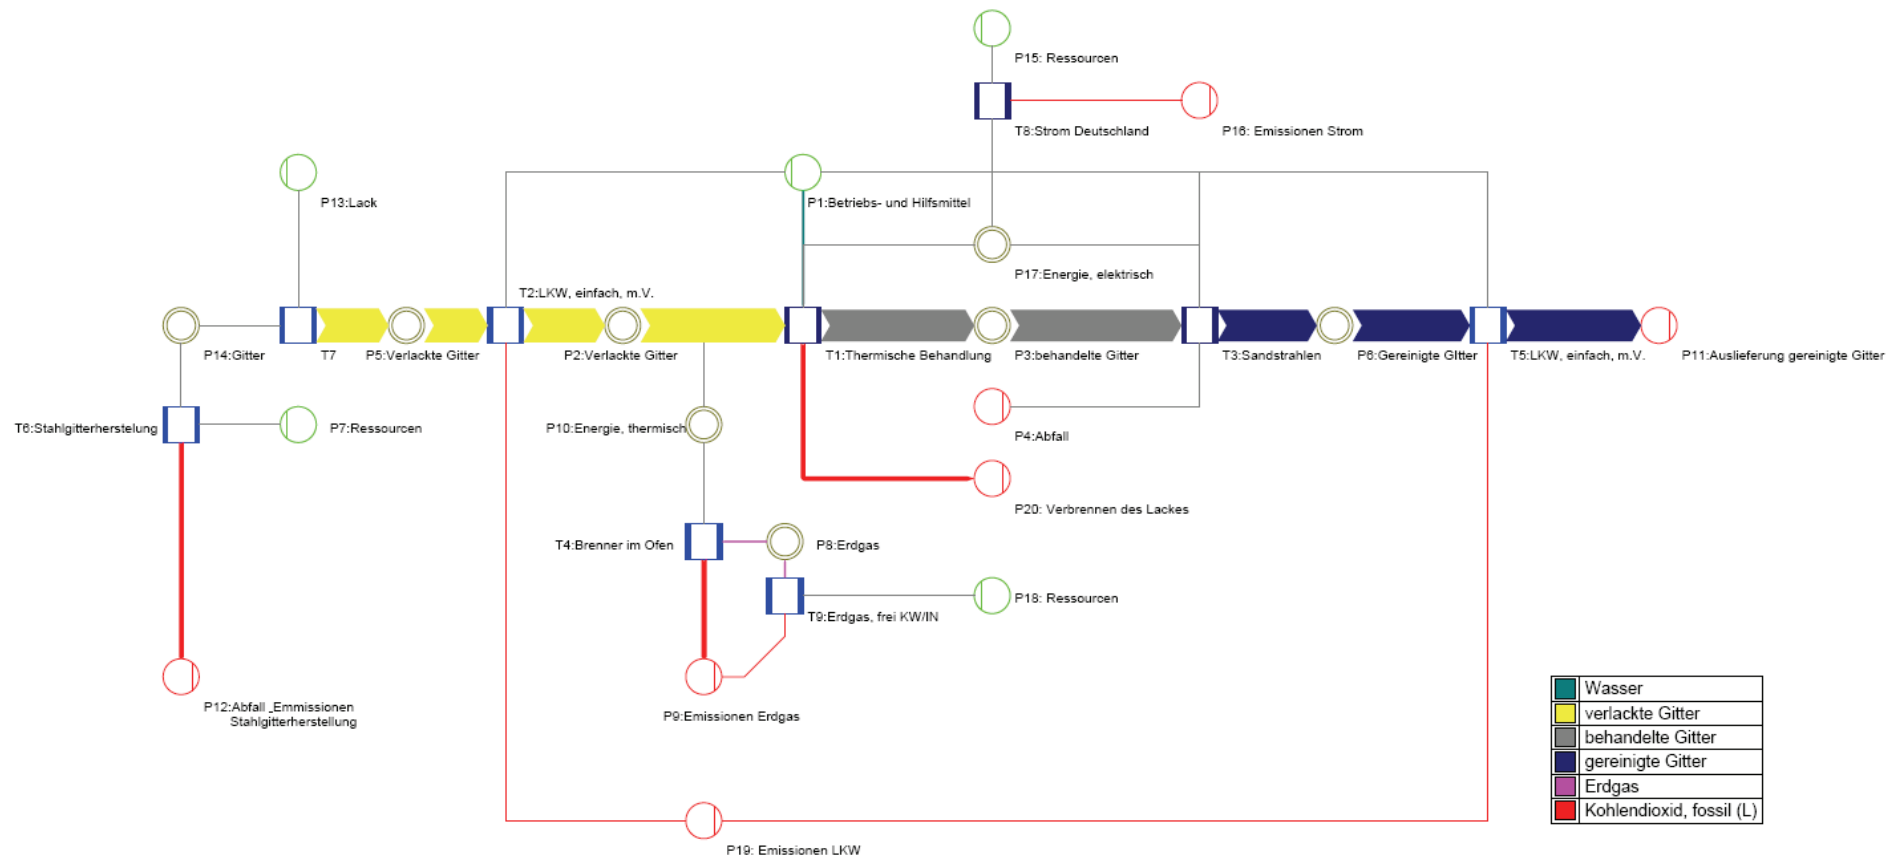 P15: Ressourcen
T8:Strom Deutschland
P16: Emissionen Strom
P13:Lack
P1:Betriebs- und Hilfsmittel
P17:Energie, elektrisch
T2:LKW, einfach, m.V.
P14:Gitter
T7
P5:Verlackte Gitter
P2:Verlackte Gitter
T1:Thermische Behandlung
P3:behandelte Gitter
T3:Sandstrahlen
P6:Gereinigte GItter
T5:LKW, einfach, m.V.
P11:Auslieferung gereinigte Gitter
T6:Stahlgitterherstelung
P7:Ressourcen
P10:Energie, thermisch
P4:Abfall
P20: Verbrennen des Lackes
T4:Brenner im Ofen
P8:Erdgas
P18: Ressourcen
T9:Erdgas, frei KW/IN
P12:Abfall_Emmissionen
Stahlgitterherstellung
P9:Emissionen Erdgas
Wasser
verlackte Gitter
behandelte Gitter
gereinigte Gitter
Erdgas
Kohlendioxid, fossil (L)
P19: Emissionen LKW